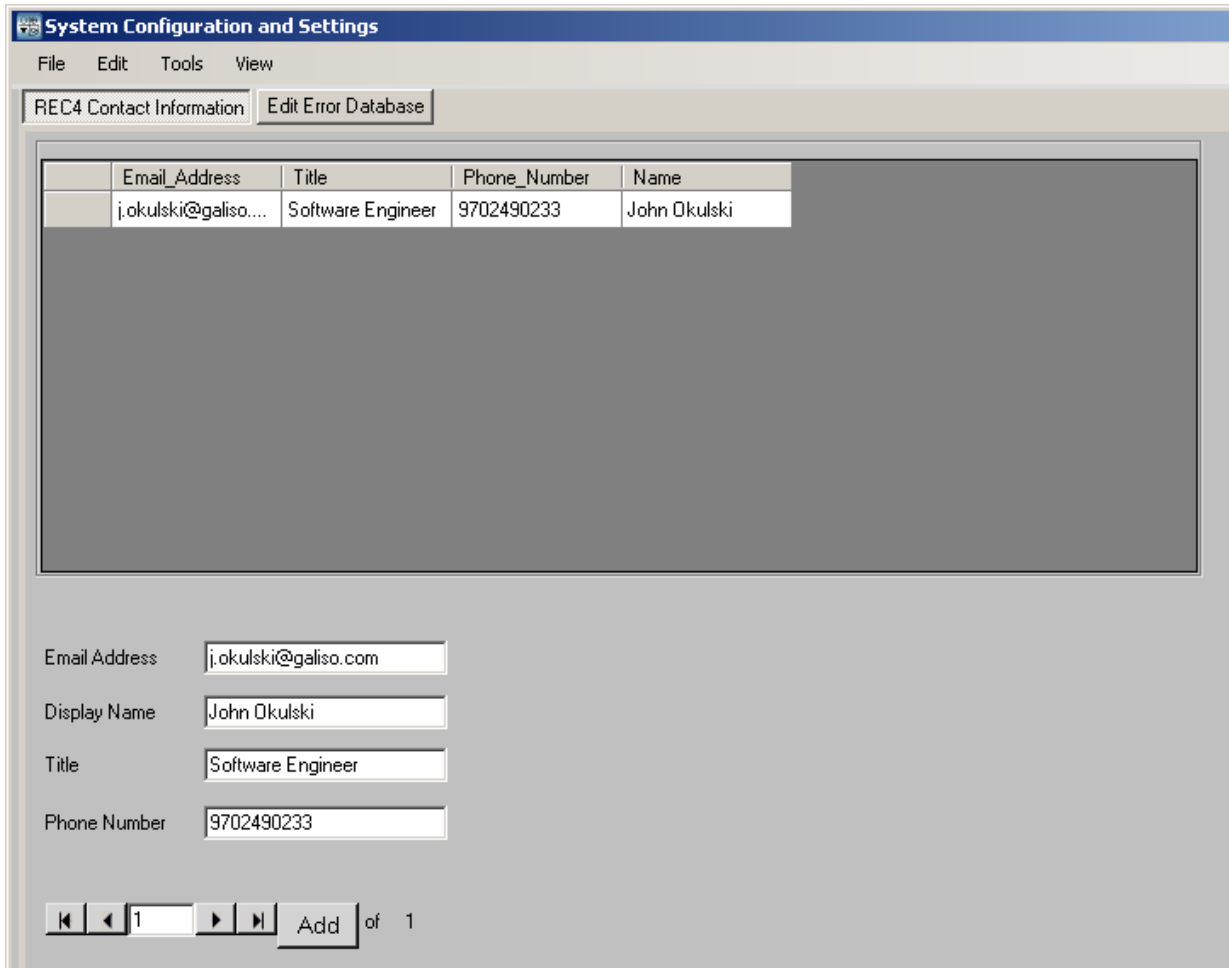 System Configuration and Settings
File Edit Tools View
REC4 Contact Information Edit Error Database
Email_Address Title Phone_Number Name
j.okulski@galiso.... Software Engineer 9702490233 John Okulski
Email Address j.okulski@galiso.com
Display Name John Okulski
Title Software Engineer
Phone Number 9702490233
1 Add of 1